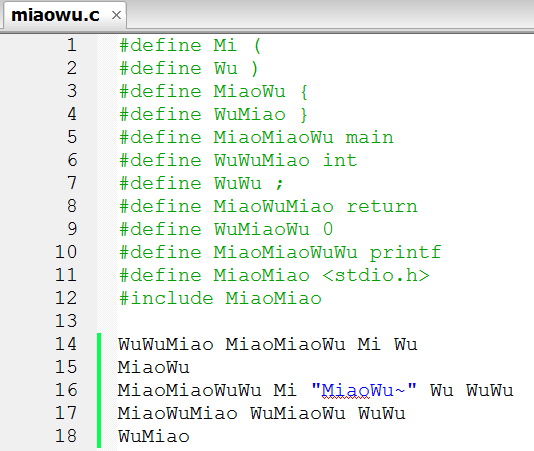 miaowu.c ×
1 #define Mi (
2 #define Wu )
3 #define MiaoWu {
4 #define WuMiao }
5 #define MiaoMiaoWu main
6 #define WuWuMiao int
7 #define WuWu ;
8 #define MiaoWuMiao return
9 #define WuMiaoWu 0
10 #define MiaoMiaoWuWu printf
11 #define MiaoMiao <stdio.h>
12 #include MiaoMiao
13
14 WuWuMiao MiaoMiaoWu Mi Wu
15 MiaoWu
16 MiaoMiaoWuWu Mi "MiaoWu~" Wu WuWu
17 MiaoWuMiao WuMiaoWu WuWu
18 WuMiao